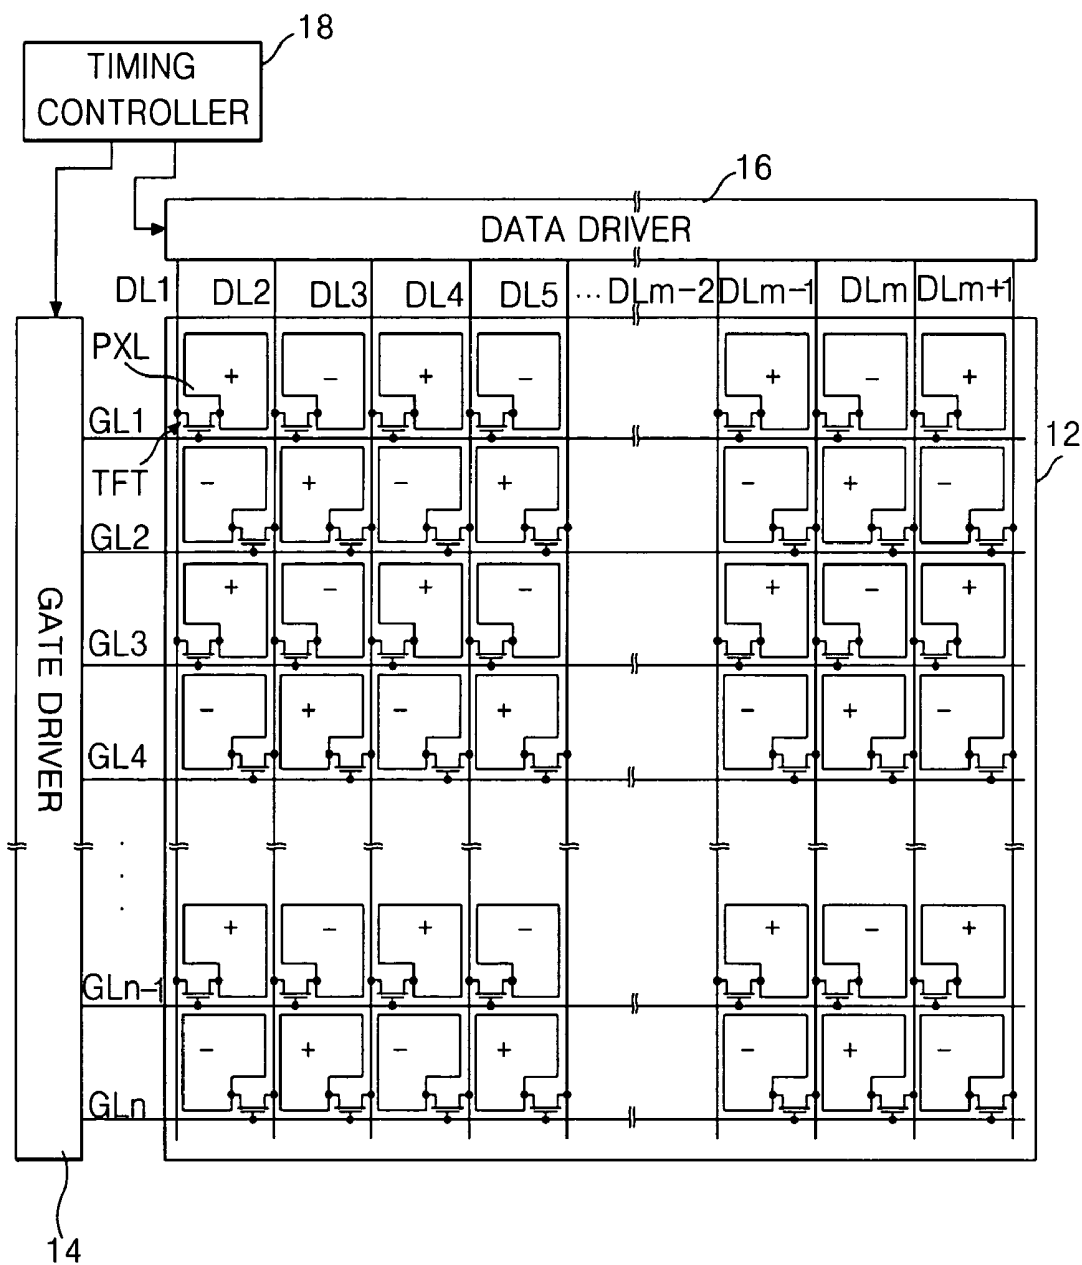 18
TIMING
CONTROLLER
16
DATA DRIVER
DL1 DL2 DL3 DL4 DL5 ... DLm-2 DLm-1 DLm DLm+1
PXL
+ - + - + - +
GL1
12
TFT
- + - + - + -
GL2
+ - + - + - +
GL3
GATE DRIVER
- + - + - + -
GL4
+ - + - + - +
GLn-1
- + - + - + -
GLn
14